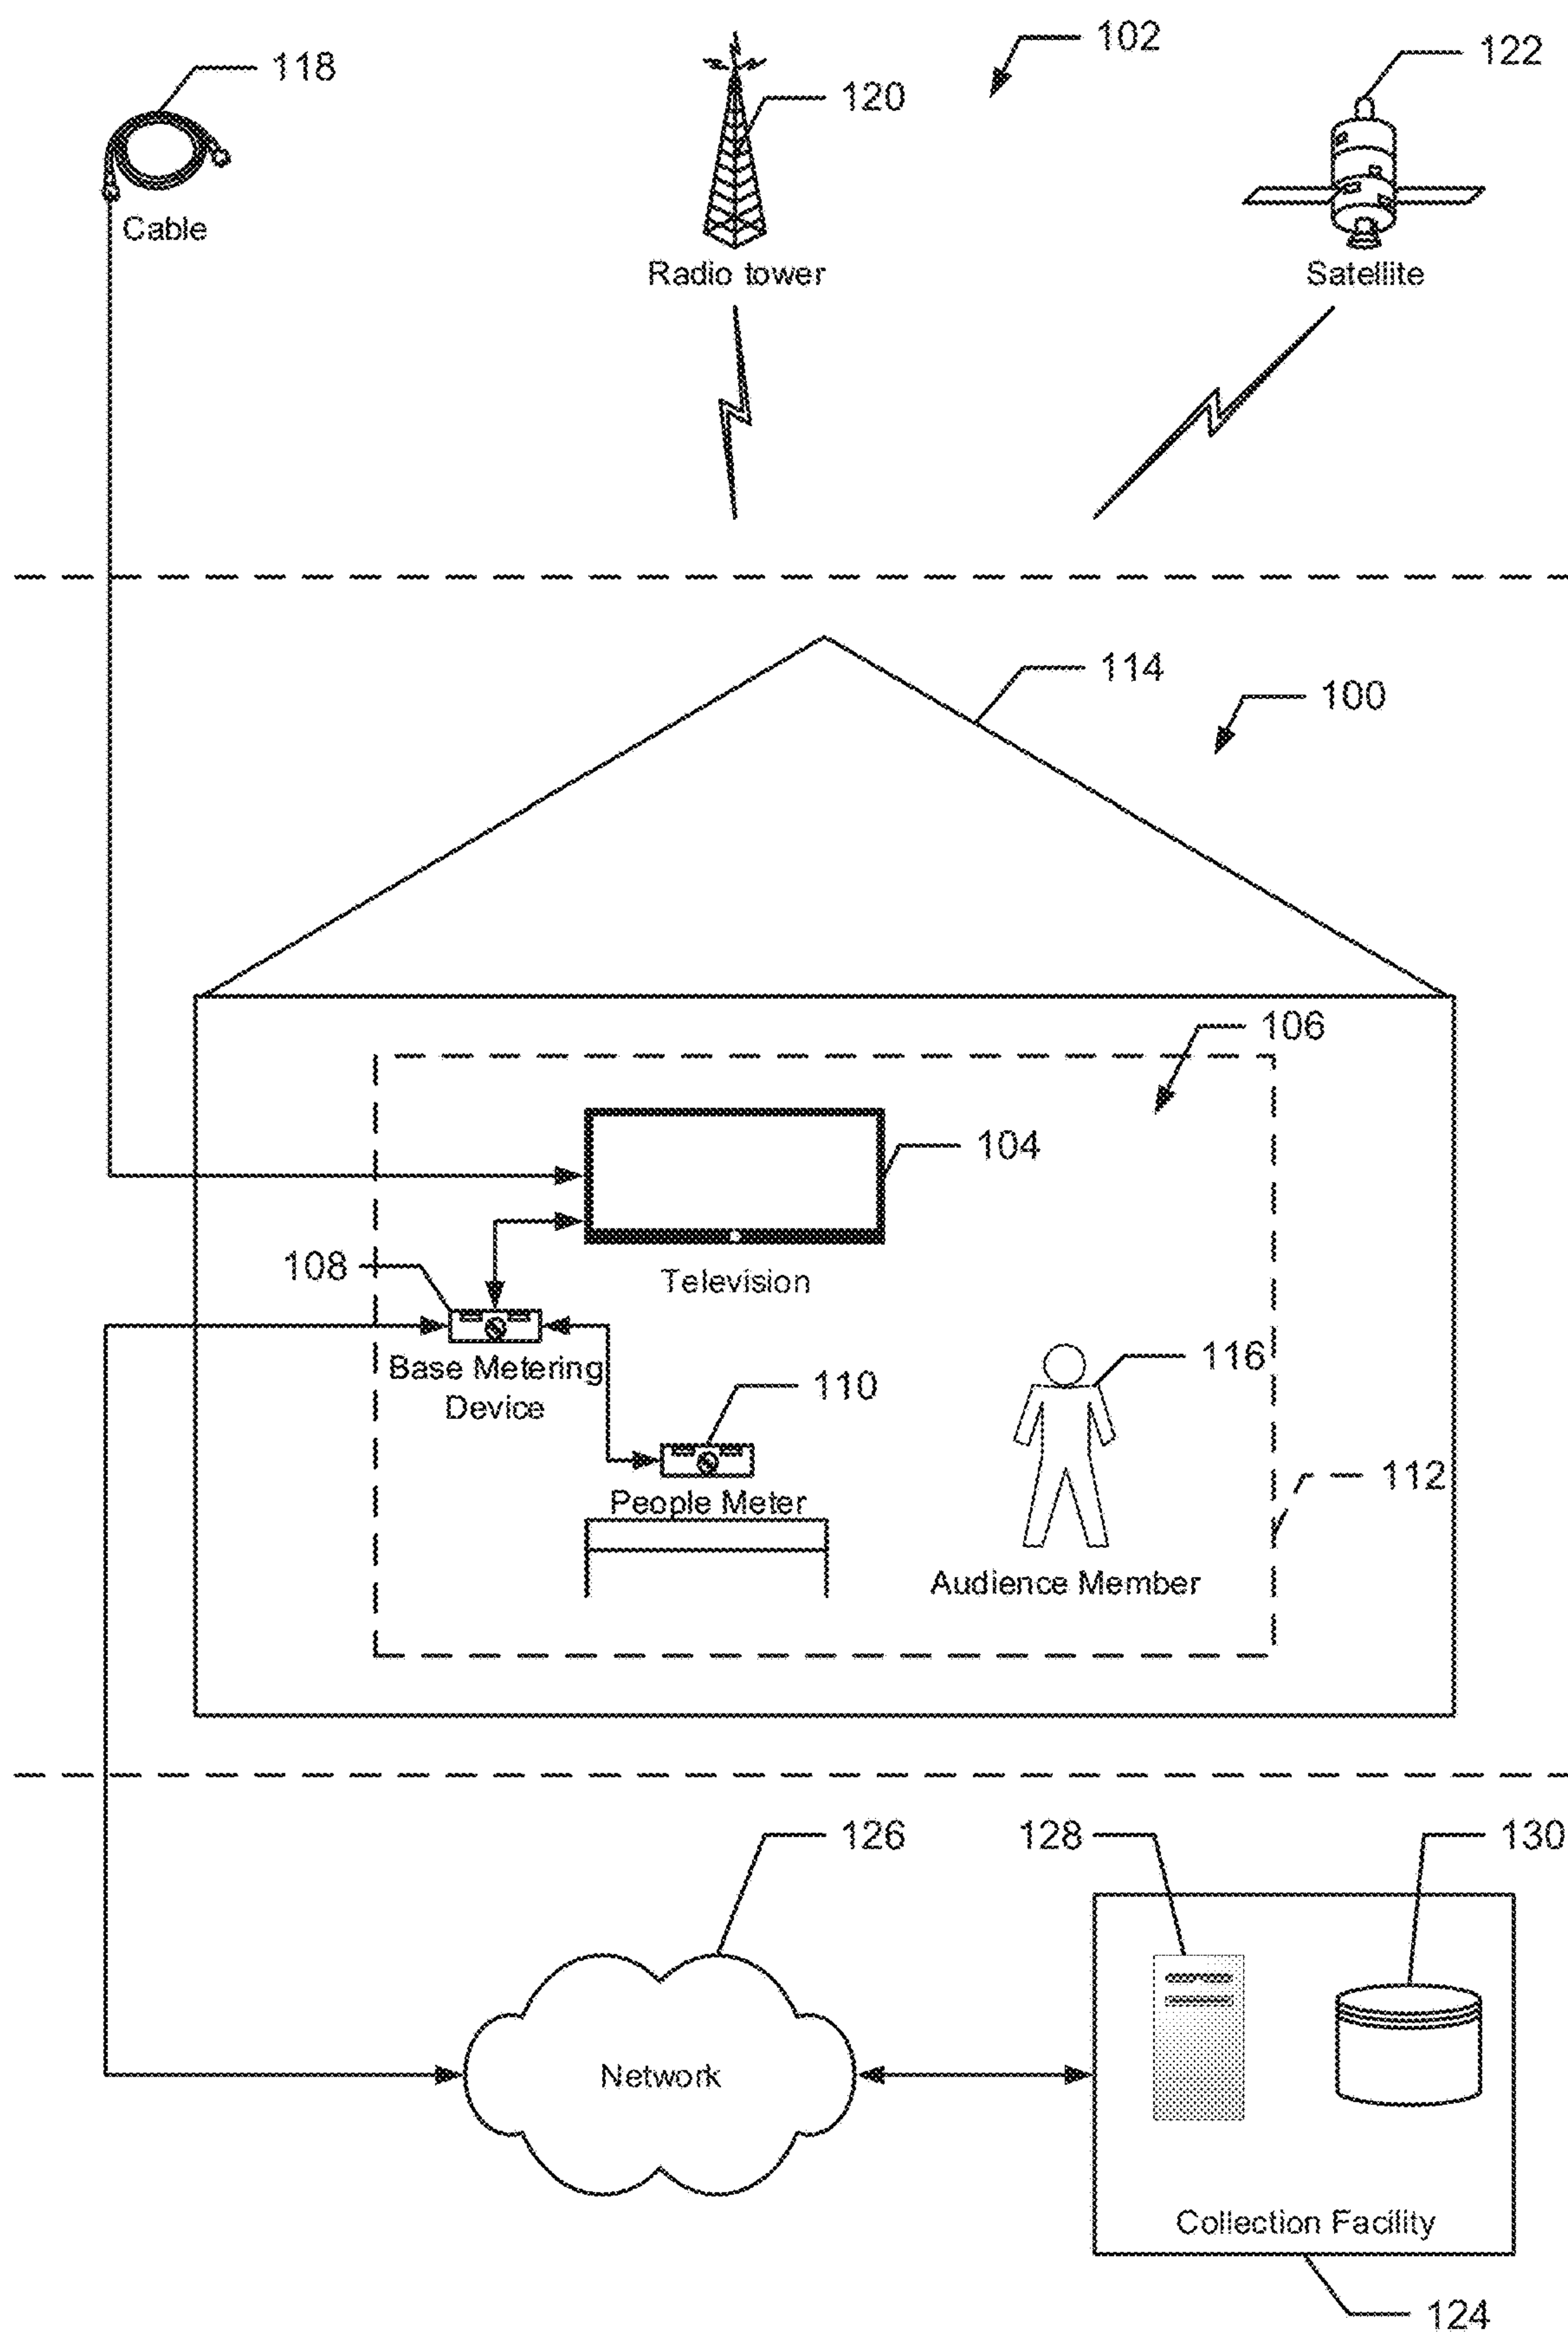 102
118
122
120
Cable
Radio tower
Satellite
114
100
106
104
108
Television
116
Base Metering
Device
110
112
People Meter
Audience Member
126
128
130
Network
Collection Facility
124